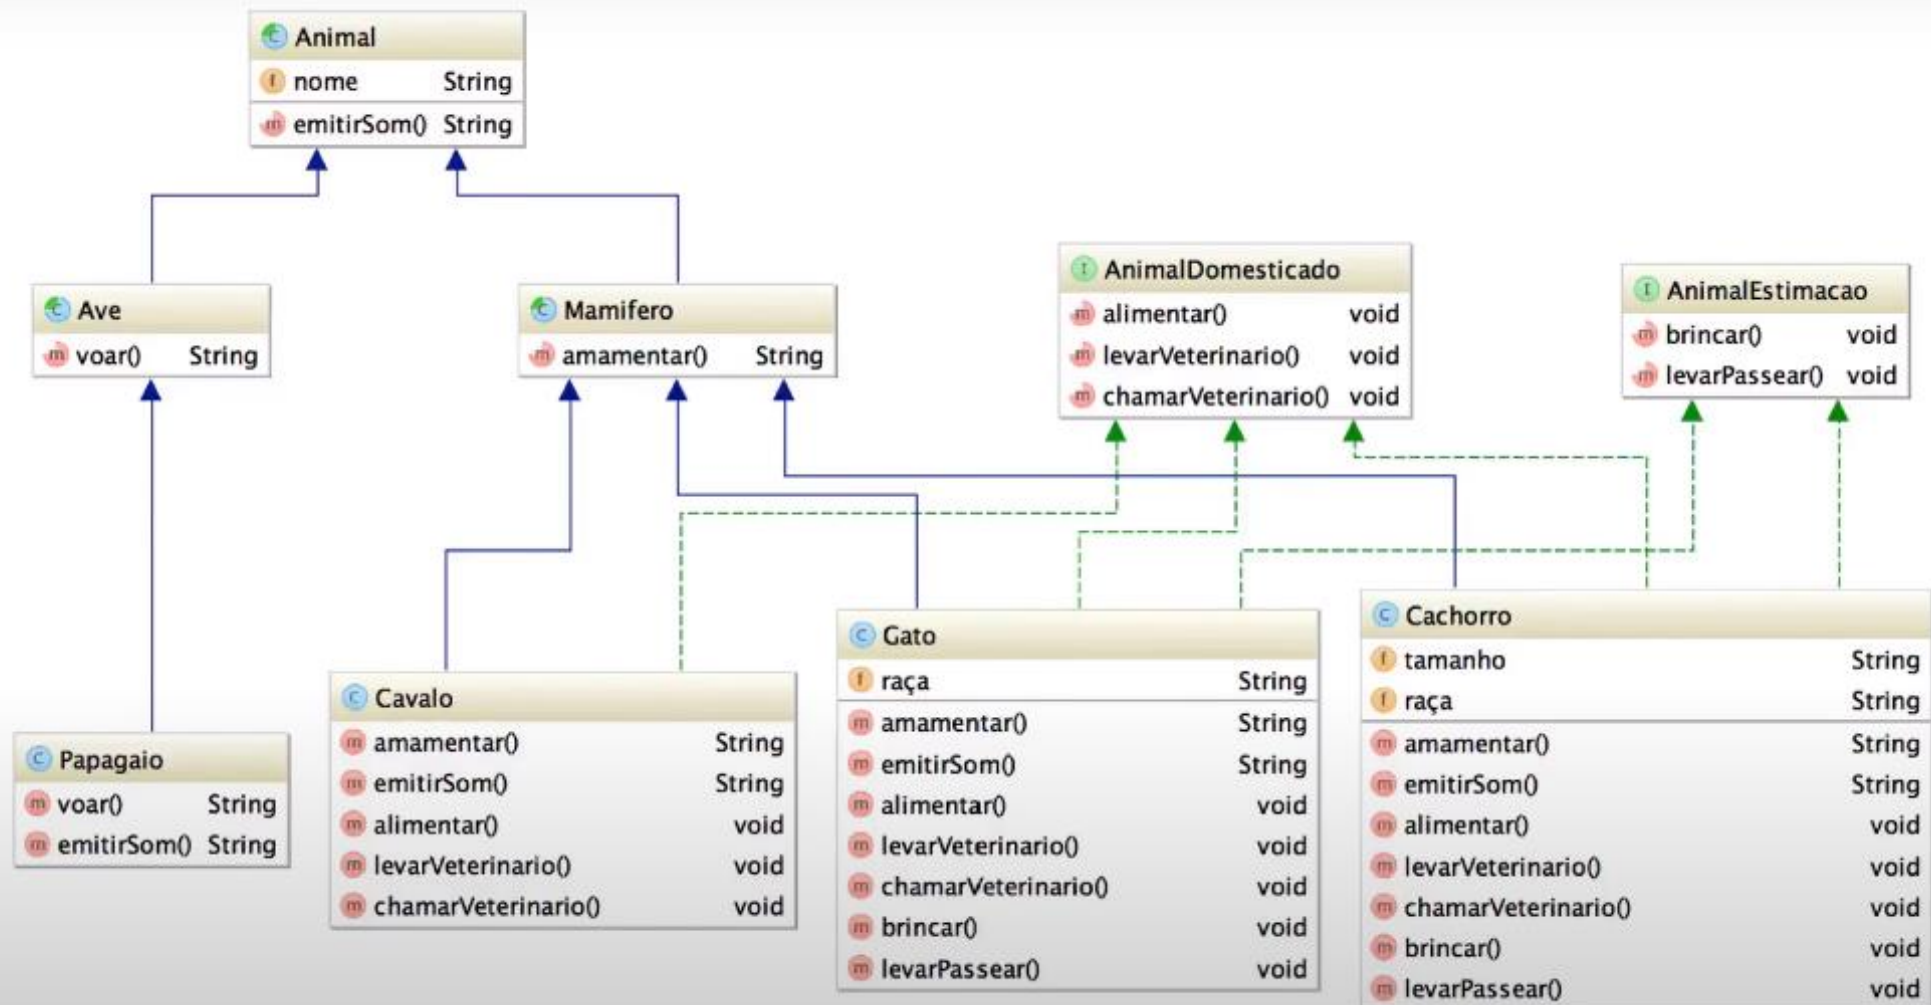 Animal
nome String
emitirSom() String
Ave
voar() String
Mamifero
amamentar() String
AnimalDomesticado
alimentar() void
levarVeterinario() void
chamarVeterinario() void
AnimalEstimacao
brincar() void
levarPassear() void
Papagaio
voar() String
emitirSom() String
Cavalo
amamentar() String
emitirSom() String
alimentar() void
levarVeterinario() void
chamarVeterinario() void
Gato
raça String
amamentar() String
emitirSom() String
alimentar() void
levarVeterinario() void
chamarVeterinario() void
brincar() void
levarPassear() void
Cachorro
tamanho String
raça String
amamentar() String
emitirSom() String
alimentar() void
levarVeterinario() void
chamarVeterinario() void
brincar() void
levarPassear() void